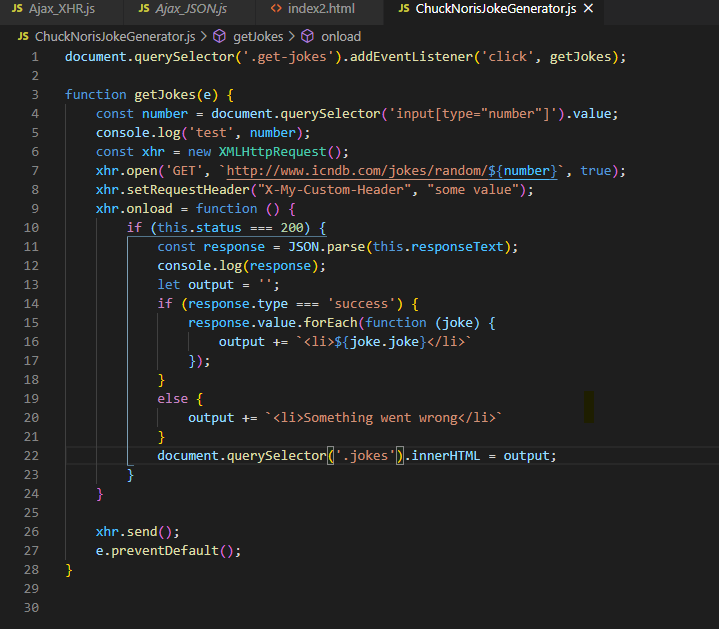 JS Ajax_XHR.js JS Ajax_JSON.js <> index2.html JS ChuckNorisJokeGenerator.js ×
JS ChuckNorisJokeGenerator.js > getJokes > onload
1 document.querySelector('.get-jokes').addEventListener('click', getJokes);
2
3 function getJokes(e) {
4     const number = document.querySelector('input[type="number"]').value;
5     console.log('test', number);
6     const xhr = new XMLHttpRequest();
7     xhr.open('GET', `http://www.icndb.com/jokes/random/${number}`, true);
8     xhr.setRequestHeader("X-My-Custom-Header", "some value");
9     xhr.onload = function () {
10         if (this.status === 200) {
11             const response = JSON.parse(this.responseText);
12             console.log(response);
13             let output = '';
14             if (response.type === 'success') {
15                 response.value.forEach(function (joke) {
16                     output += `<li>${joke.joke}</li>`
17                 });
18             }
19             else {
20                 output += `<li>Something went wrong</li>`
21             }
22             document.querySelector('.jokes').innerHTML = output;
23         }
24     }
25
26     xhr.send();
27     e.preventDefault();
28 }
29
30